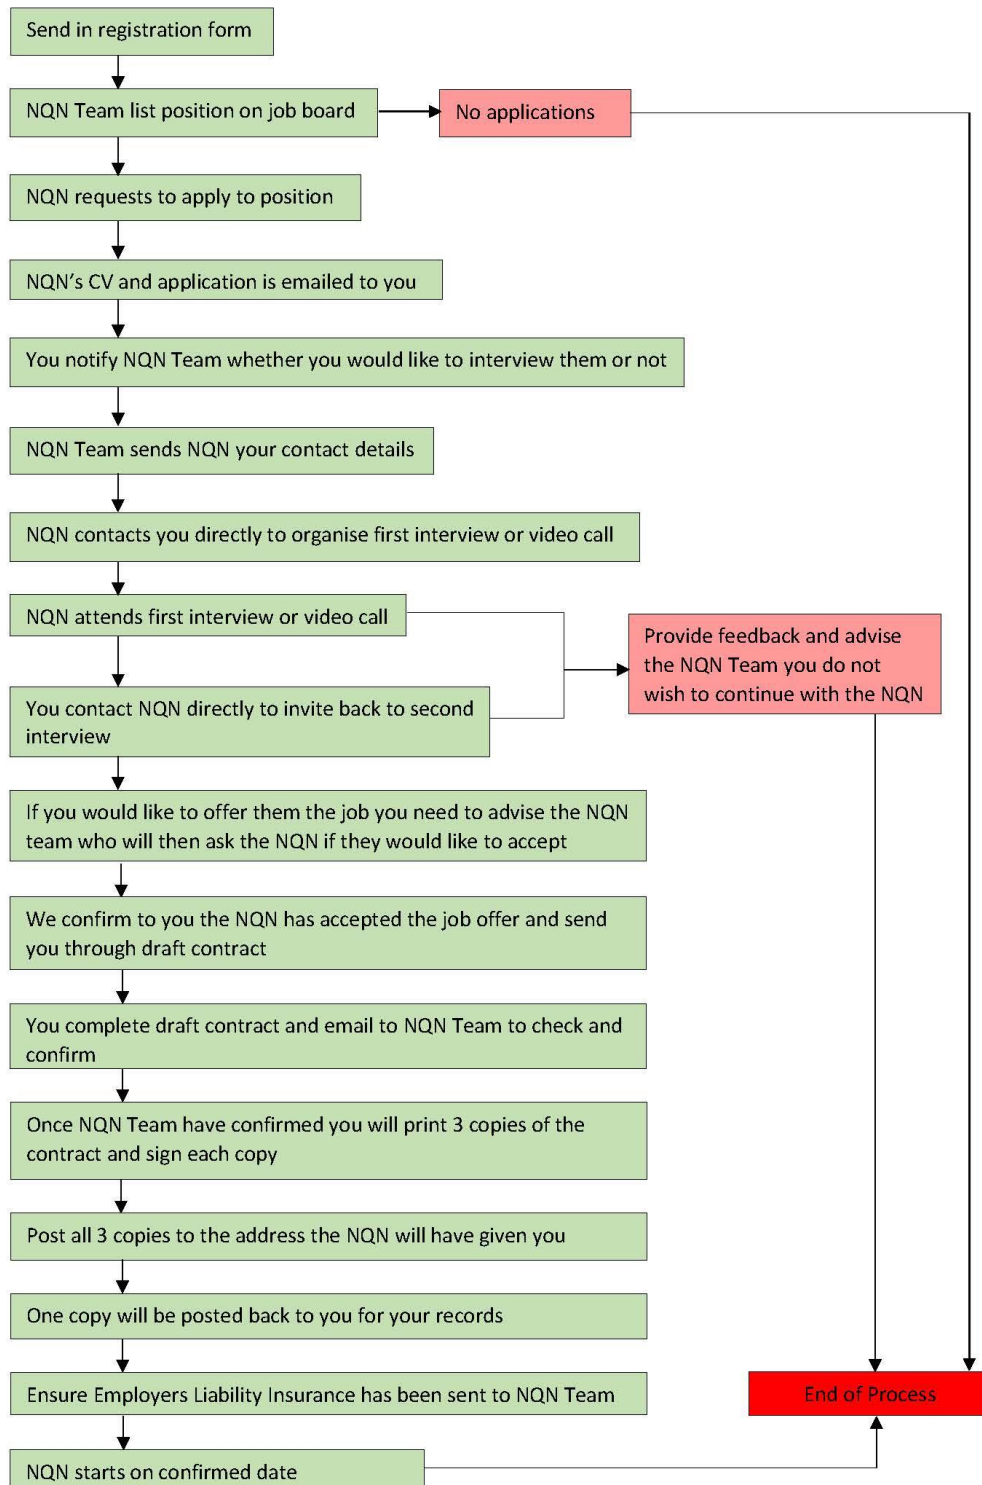 Send in registration form
NQN Team list position on job board
No applications
NQN requests to apply to position
NQN's CV and application is emailed to you
You notify NQN Team whether you would like to interview them or not
NQN Team sends NQN your contact details
NQN contacts you directly to organise first interview or video call
NQN attends first interview or video call
Provide feedback and advise
the NQN Team you do not
wish to continue with the NQN
You contact NQN directly to invite back to second
interview
If you would like to offer them the job you need to advise the NQN
team who will then ask the NQN if they would like to accept
We confirm to you the NQN has accepted the job offer and send
you through draft contract
You complete draft contract and email to NQN Team to check and
confirm
Once NQN Team have confirmed you will print 3 copies of the
contract and sign each copy
Post all 3 copies to the address the NQN will have given you
One copy will be posted back to you for your records
Ensure Employers Liability Insurance has been sent to NQN Team
End of Process
NQN starts on confirmed date